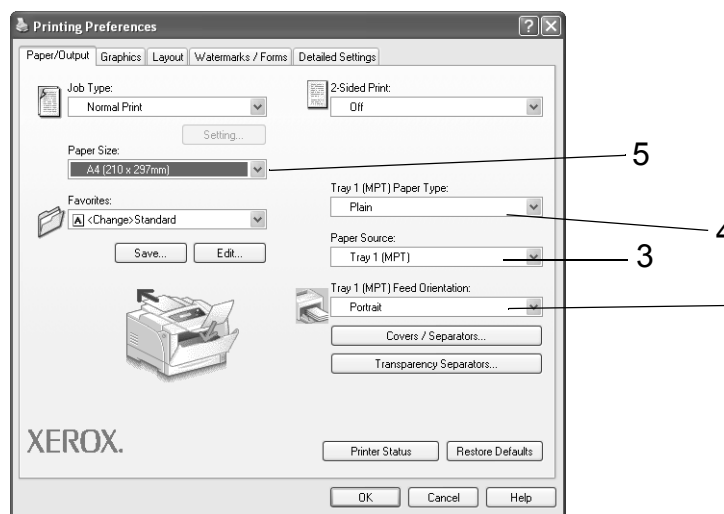 Printing Preferences
Paper/Output Graphics Layout Watermarks / Forms Detailed Settings
Job Type:
Normal Print
Setting...
Paper Size:
A4 (210 x 297mm)
Favorites:
A <Change>Standard
Save... Edit...
2-Sided Print:
Off
5
Tray 1 (MPT) Paper Type:
Plain
4
Paper Source:
Tray 1 (MPT)
3
Tray 1 (MPT) Feed Orientation:
Portrait
Covers / Separators...
Transparency Separators...
XEROX.
Printer Status Restore Defaults
OK Cancel Help